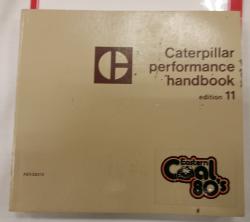 Caterpillar
performance
handbook
edition 11
Eastern
Coal
80's